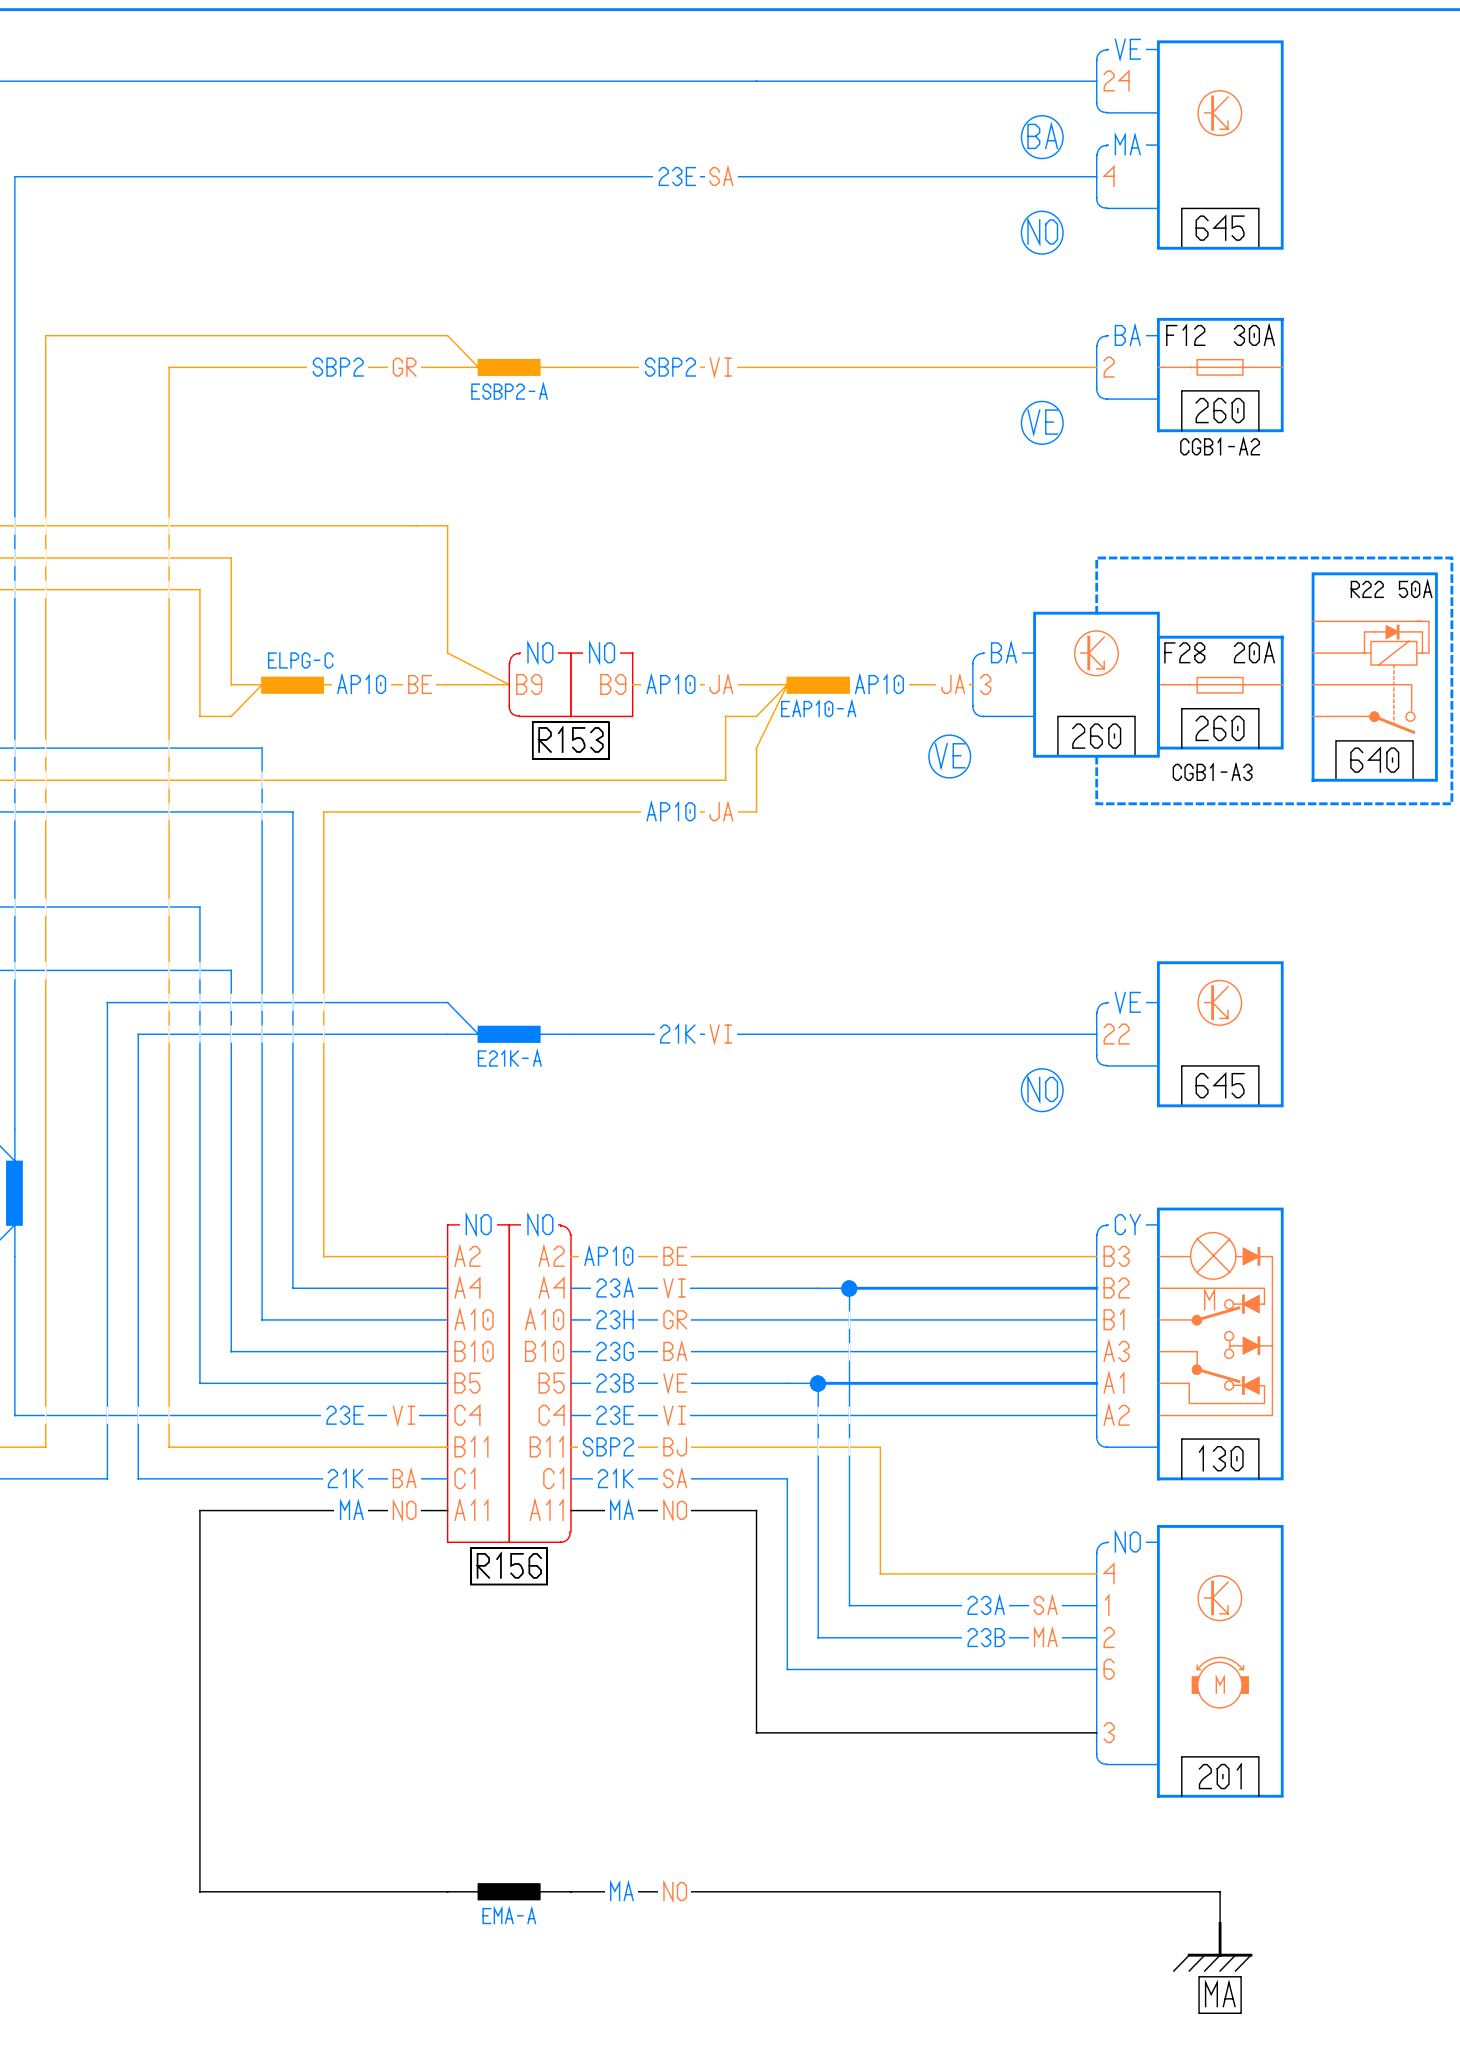 VE
24
BA
MA
23E SA
4
NO
645
BA
F12 30A
SBP2 GR
SBP2 VI
2
ESBP2-A
260
VE
CGB1-A2
R22 50A
NO NO
BA
F28 20A
ELPG-C
AP10 BE
B9 B9
AP10 JA
AP10 JA
3
EAP10-A
R153
260
260
VE
640
CGB1-A3
AP10 JA
VE
21K VI
22
E21K-A
NO
645
NO NO
CY
A2 A2 AP10 BE B3
A4 A4 23A VI B2
M
A10 A10 23H GR B1
B10 B10 23G BA A3
B5 B5 23B VE A1
23E VI C4 C4 23E VI A2
B11 B11 SBP2 BJ
130
21K BA C1 C1 21K SA
MA NO A11 A11 MA NO
NO
R156
4
23A SA 1
23B MA 2
6
M
3
201
MA NO
EMA-A
MA